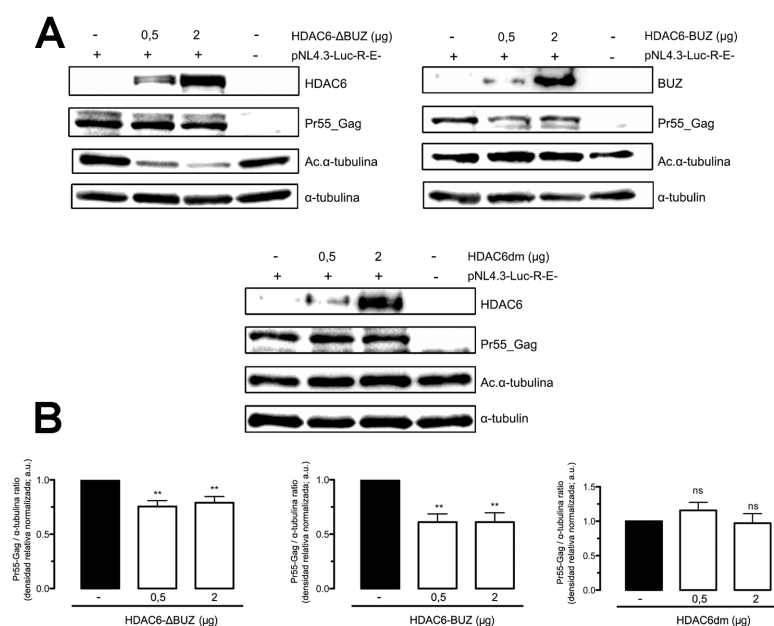 A
- 0,5 2 - HDAC6-ΔBUZ (µg)
+ + + - pNL4.3-Luc-R-E-
HDAC6
Pr55_Gag
Ac.α-tubulina
α-tubulina
- 0,5 2 - HDAC6-BUZ (µg)
+ + + - pNL4.3-Luc-R-E-
BUZ
Pr55_Gag
Ac.α-tubulina
α-tubulin
- 0,5 2 - HDAC6dm (µg)
+ + + - pNL4.3-Luc-R-E-
HDAC6
Pr55_Gag
Ac.α-tubulina
α-tubulin
B
Pr55-Gag / α-tubulina ratio
(densidad relativa normalizada; a.u.)
1.0
0.5
0.0
** **
- 0,5 2
HDAC6-ΔBUZ (µg)
Pr55-Gag / α-tubulina ratio
(densidad relativa normalizada; a.u.)
1.0
0.5
0.0
** **
- 0,5 2
HDAC6-BUZ (µg)
Pr55-Gag / α-tubulina ratio
(densidad relativa normalizada; a.u.)
1.5
1.0
0.5
0.0
ns ns
- 0,5 2
HDAC6dm (µg)